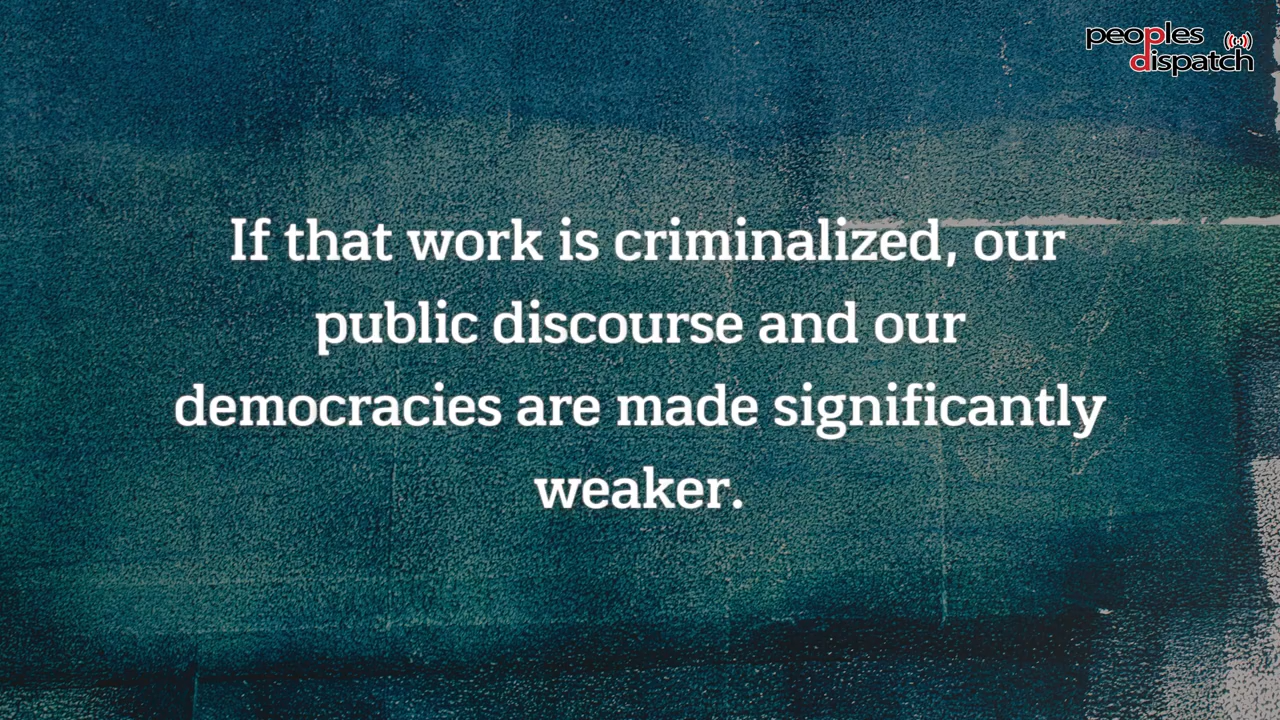 peoples
dispatch
If that work is criminalized, our
public discourse and our
democracies are made significantly
weaker.